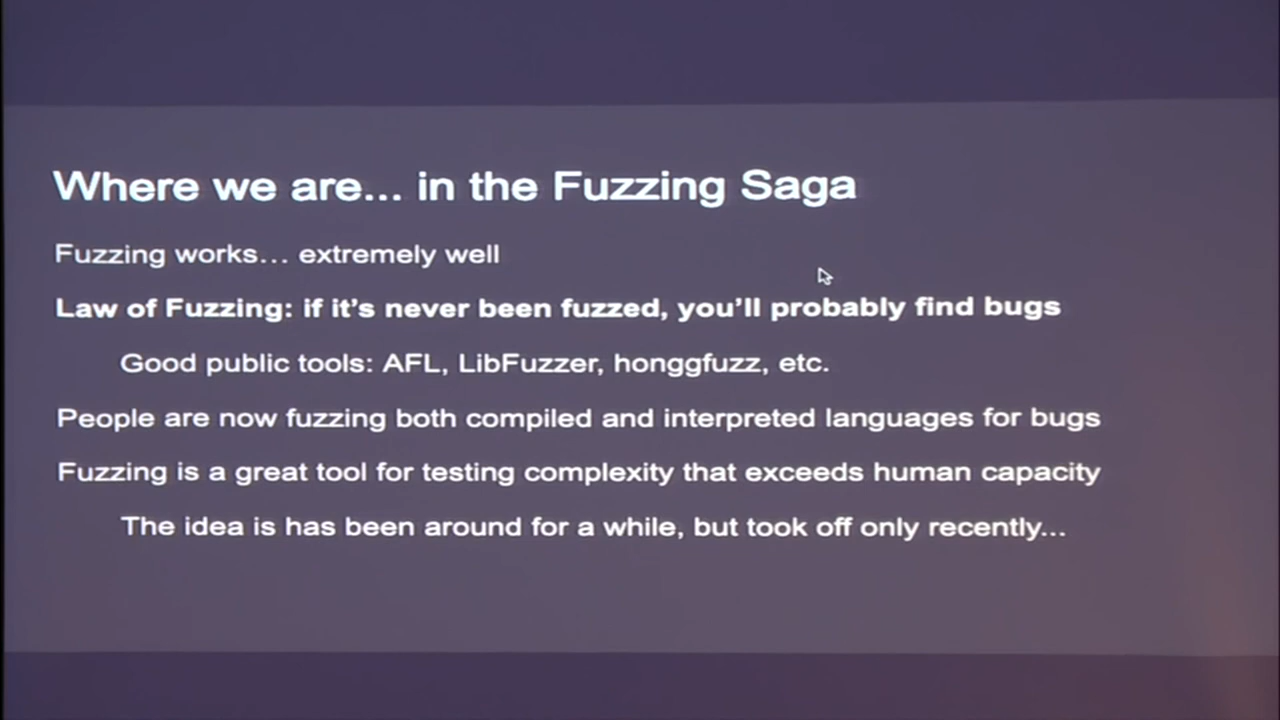 Where we are... in the Fuzzing Saga
Fuzzing works... extremely well
Law of Fuzzing: if it's never been fuzzed, you'll probably find bugs
Good public tools: AFL, LibFuzzer, honggfuzz, etc.
People are now fuzzing both compiled and interpreted languages for bugs
Fuzzing is a great tool for testing complexity that exceeds human capacity
The idea is has been around for a while, but took off only recently...